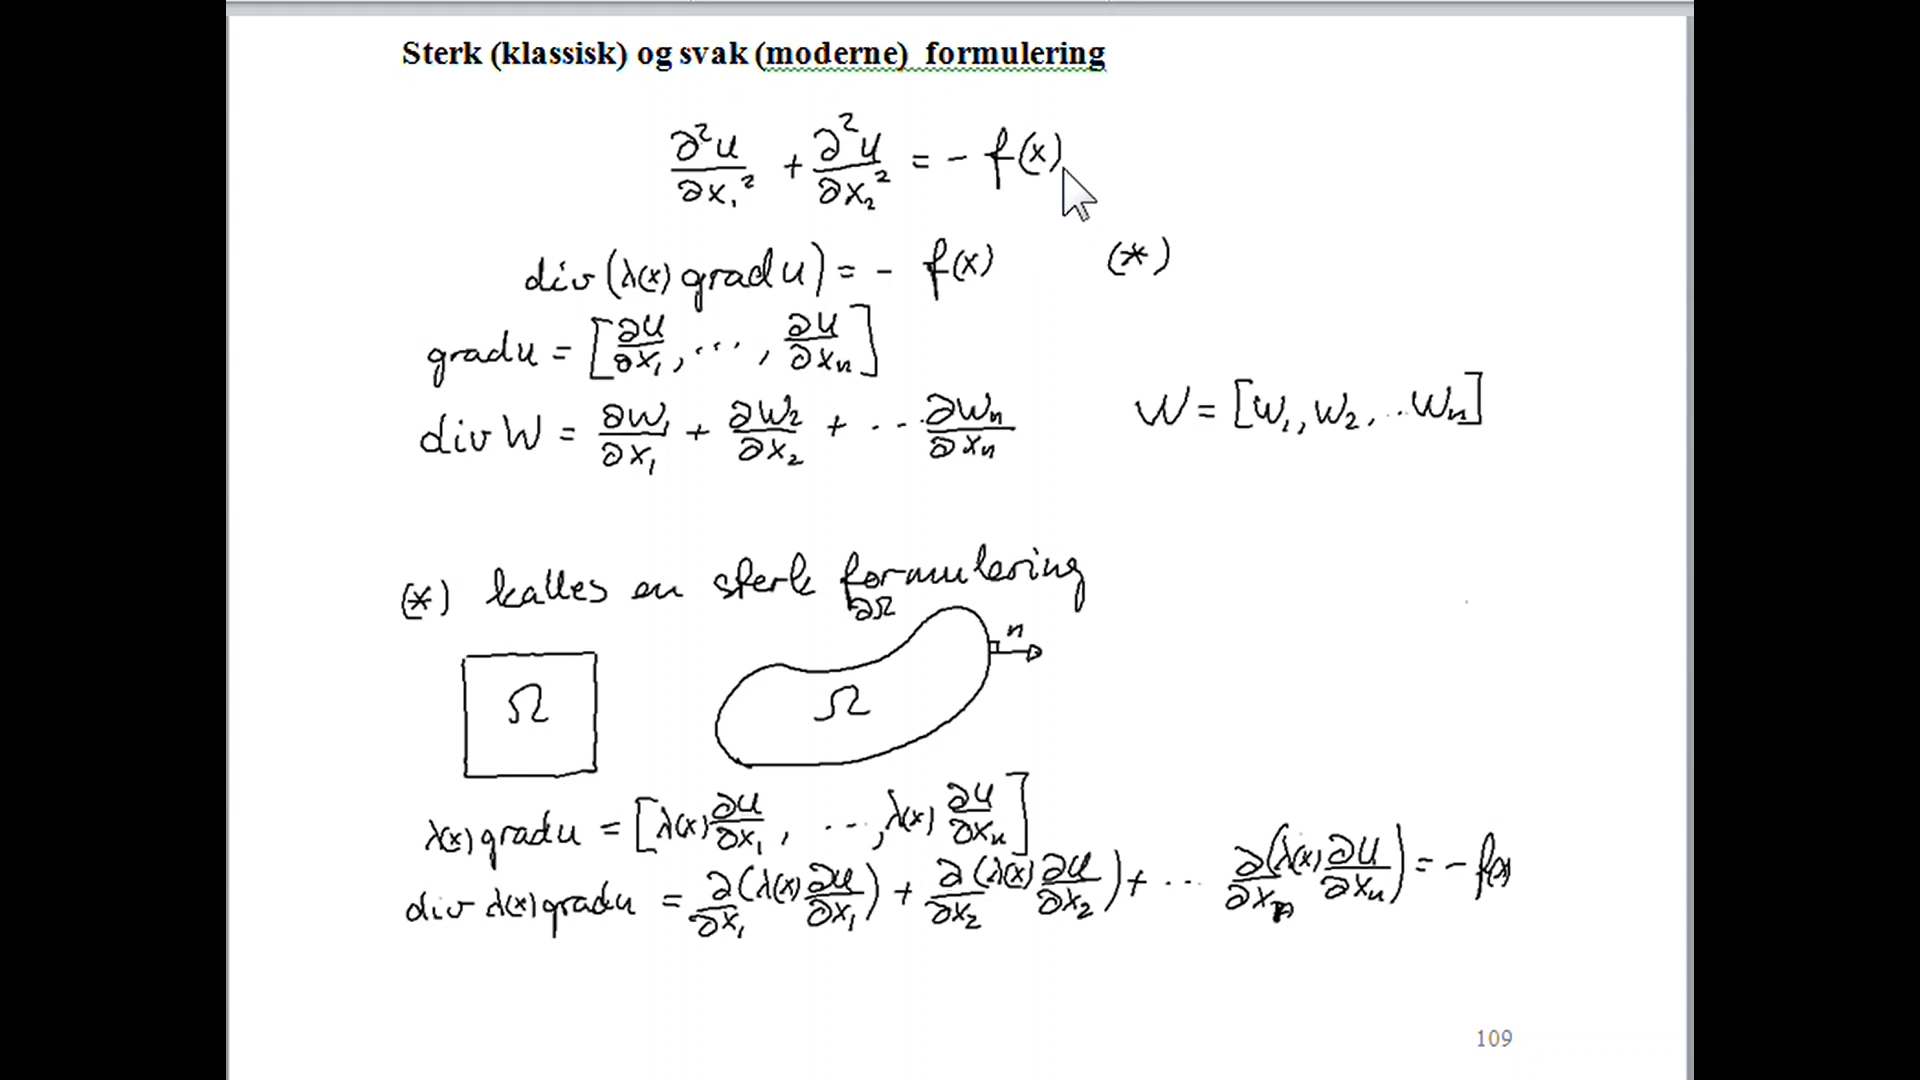 Sterk (klassisk) og svak (moderne) formulering
∂²u/∂x₁² + ∂²u/∂x₂² = - f(x)
div(λ(x) grad u) = - f(x) (*)
grad u = [∂u/∂x₁, ..., ∂u/∂xₙ]
div W = ∂W₁/∂x₁ + ∂W₂/∂x₂ + ... ∂Wₙ/∂xₙ W = [W₁, W₂, ...Wₙ]
(*) kalles en sterk formulering
∂Ω
n
Ω Ω
λ(x) grad u = [λ(x) ∂u/∂x₁, ..., λ(x) ∂u/∂xₙ]
div λ(x) grad u = ∂/∂x₁ (λ(x) ∂u/∂x₁) + ∂/∂x₂ (λ(x) ∂u/∂x₂) + ... ∂/∂xₙ (λ(x) ∂u/∂xₙ) = - f(x)
109